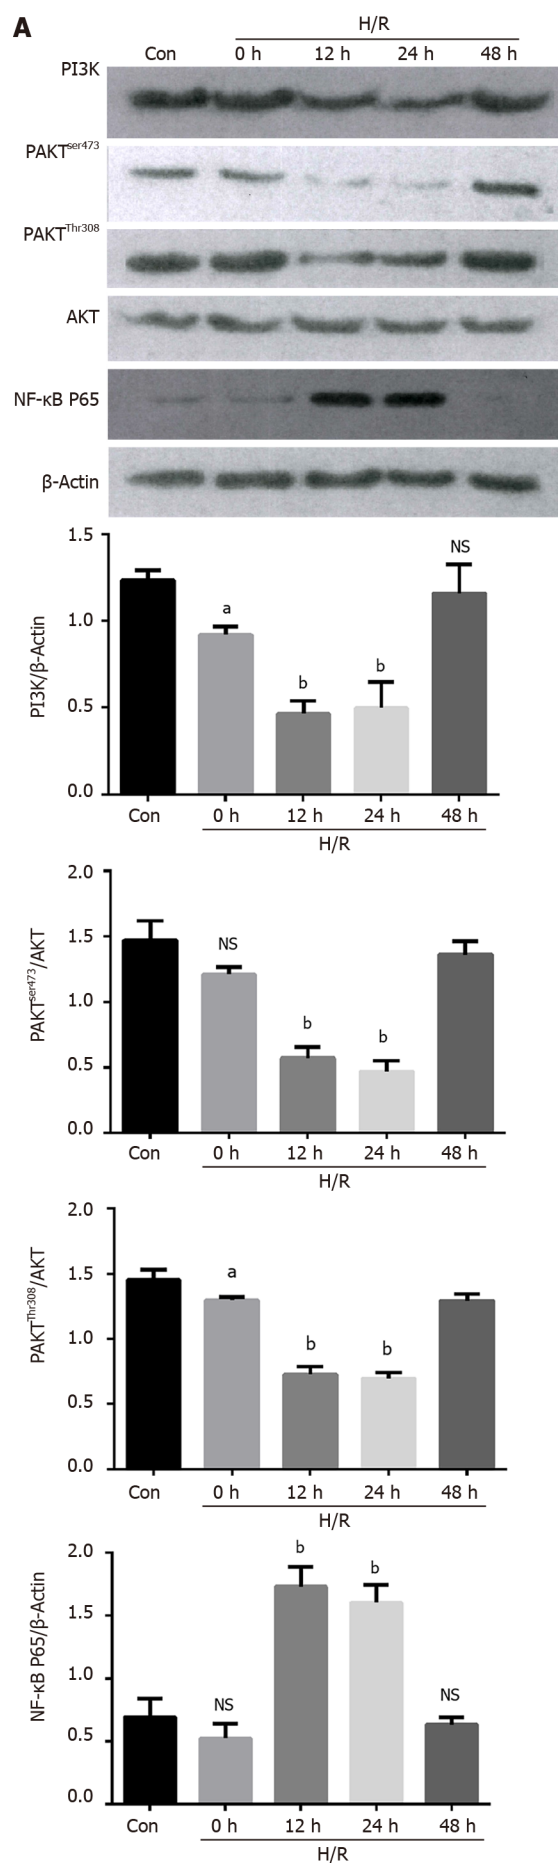 A
H/R
Con 0 h 12 h 24 h 48 h
PI3K
PAKTser473
PAKTThr308
AKT
NF-κB P65
β-Actin
1.5
1.0
0.5
0.0
PI3K/β-Actin
a
b
b
NS
Con 0 h 12 h 24 h 48 h
H/R
2.0
1.5
1.0
0.5
0.0
PAKTser473/AKT
NS
b
b
Con 0 h 12 h 24 h 48 h
H/R
2.0
1.5
1.0
0.5
0.0
PAKTThr308/AKT
a
b
b
Con 0 h 12 h 24 h 48 h
H/R
2.0
1.5
1.0
0.5
0.0
NF-κB P65/β-Actin
NS
b
b
NS
Con 0 h 12 h 24 h 48 h
H/R